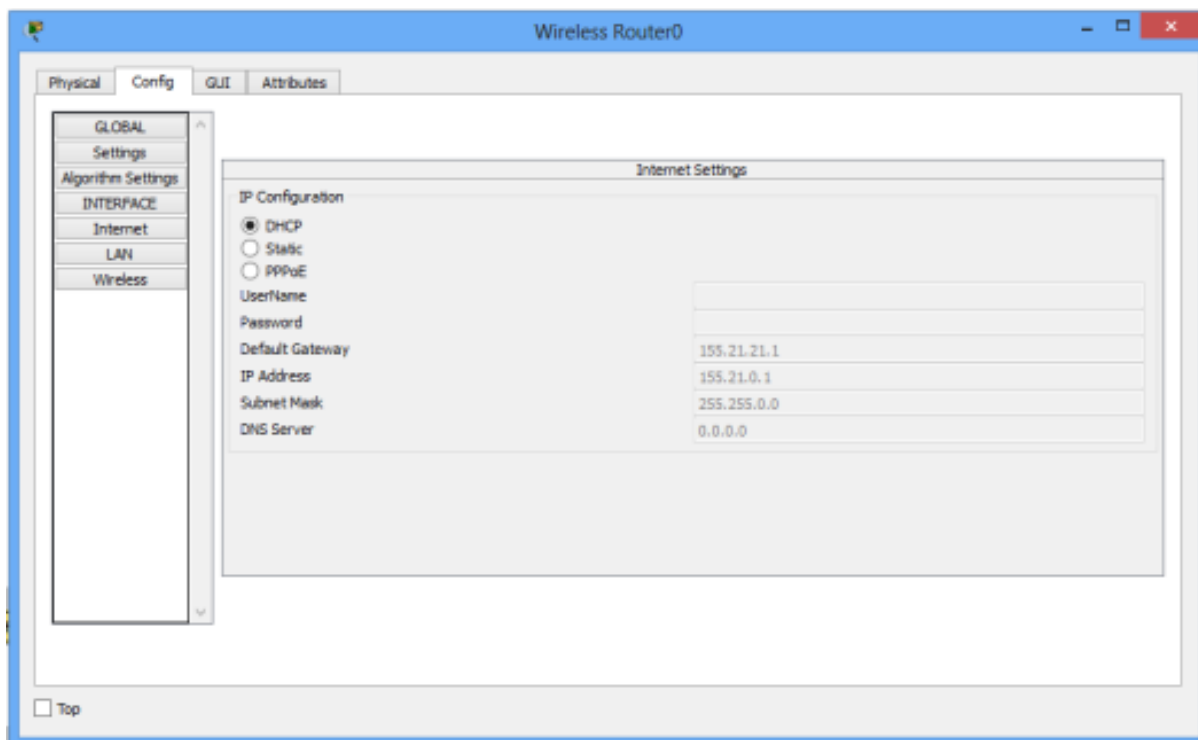 Wireless Router0
Physical Config GUI Attributes
GLOBAL
Settings
Algorithm Settings
INTERFACE
Internet
LAN
Wireless
Internet Settings
IP Configuration
DHCP
Static
PPPoE
UserName
Password
Default Gateway 155.21.21.1
IP Address 155.21.0.1
Subnet Mask 255.255.0.0
DNS Server 0.0.0.0
Top